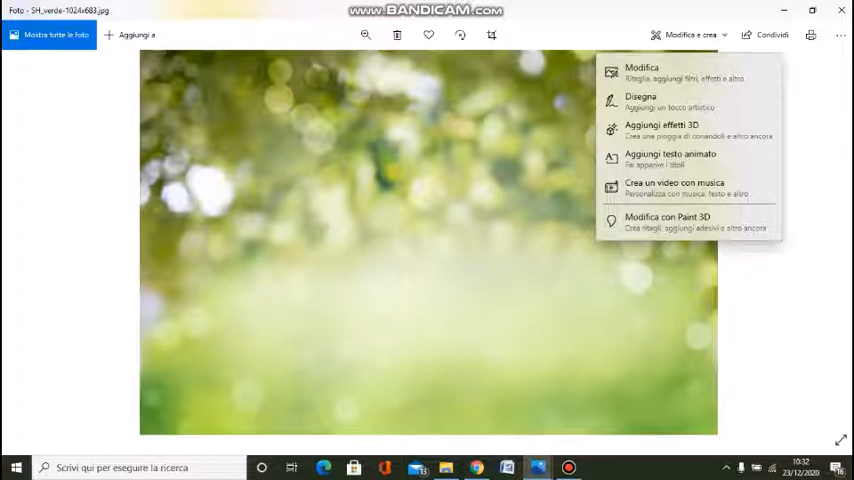 Foto - SH_verde-1024x683.jpg
www.BANDICAM.com
Mostra tutte le foto
Aggiungi a
Modifica e crea
Condividi
Modifica
Ritaglia, aggiungi filtri, effetti e altro
Disegna
Aggiungi un tocco artistico
Aggiungi effetti 3D
Crea una pioggia di coriandoli e altro ancora
Aggiungi testo animato
Fai apparire i titoli
Crea un video con musica
Personalizza con musica, testo e altro
Modifica con Paint 3D
Crea ritagli, aggiungi adesivi e altro ancora
Scrivi qui per eseguire la ricerca
13
10:32
23/12/2020
16